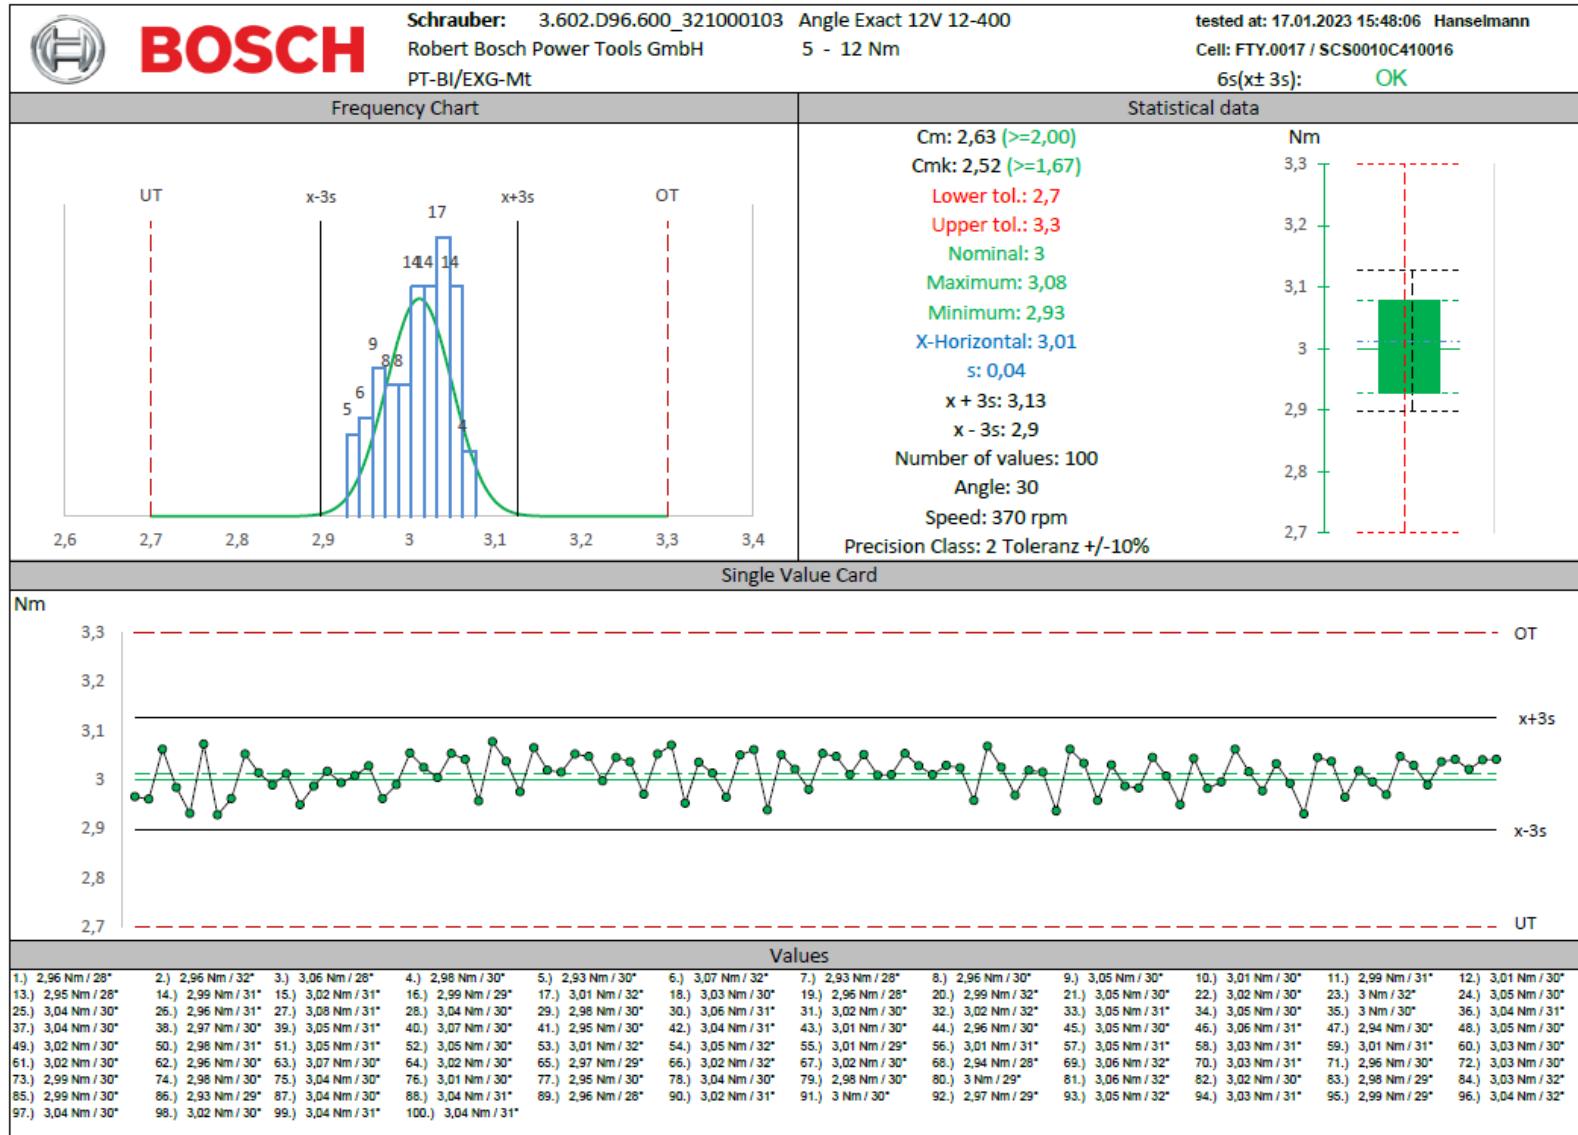 BOSCH
Schrauber: 3.602.D96.600_321000103 Angle Exact 12V 12-400
Robert Bosch Power Tools GmbH 5 - 12 Nm
PT-BI/EXG-Mt
tested at: 17.01.2023 15:48:06 Hanselmann
Cell: FTY.0017 / SCS0010C410016
6s(x± 3s): OK
Frequency Chart
UT x-3s x+3s OT
17
14 14 14
9
8 8
6
5
4
2,6 2,7 2,8 2,9 3 3,1 3,2 3,3 3,4
Statistical data
Cm: 2,63 (>=2,00)
Cmk: 2,52 (>=1,67)
Lower tol.: 2,7
Upper tol.: 3,3
Nominal: 3
Maximum: 3,08
Minimum: 2,93
X-Horizontal: 3,01
s: 0,04
x + 3s: 3,13
x - 3s: 2,9
Number of values: 100
Angle: 30
Speed: 370 rpm
Precision Class: 2 Toleranz +/-10%
Nm
3,3
3,2
3,1
3
2,9
2,8
2,7
Single Value Card
Nm
3,3 OT
3,2
3,1 x+3s
3
2,9 x-3s
2,8
2,7 UT
Values
1.) 2,96 Nm / 28° 2.) 2,96 Nm / 32° 3.) 3,06 Nm / 28° 4.) 2,98 Nm / 30° 5.) 2,93 Nm / 30° 6.) 3,07 Nm / 32° 7.) 2,93 Nm / 28° 8.) 2,96 Nm / 30° 9.) 3,05 Nm / 30° 10.) 3,01 Nm / 30° 11.) 2,99 Nm / 31° 12.) 3,01 Nm / 30°
13.) 2,95 Nm / 28° 14.) 2,99 Nm / 31° 15.) 3,02 Nm / 31° 16.) 2,99 Nm / 29° 17.) 3,01 Nm / 32° 18.) 3,03 Nm / 30° 19.) 2,96 Nm / 28° 20.) 2,99 Nm / 32° 21.) 3,05 Nm / 30° 22.) 3,02 Nm / 30° 23.) 3 Nm / 32° 24.) 3,05 Nm / 30°
25.) 3,04 Nm / 30° 26.) 2,96 Nm / 31° 27.) 3,08 Nm / 31° 28.) 3,04 Nm / 30° 29.) 2,98 Nm / 30° 30.) 3,06 Nm / 31° 31.) 3,02 Nm / 30° 32.) 3,02 Nm / 32° 33.) 3,05 Nm / 31° 34.) 3,05 Nm / 30° 35.) 3 Nm / 30° 36.) 3,04 Nm / 31°
37.) 3,04 Nm / 30° 38.) 2,97 Nm / 30° 39.) 3,05 Nm / 31° 40.) 3,07 Nm / 30° 41.) 2,95 Nm / 30° 42.) 3,04 Nm / 31° 43.) 3,01 Nm / 30° 44.) 2,96 Nm / 30° 45.) 3,05 Nm / 30° 46.) 3,06 Nm / 31° 47.) 2,94 Nm / 30° 48.) 3,05 Nm / 30°
49.) 3,02 Nm / 30° 50.) 2,98 Nm / 31° 51.) 3,05 Nm / 31° 52.) 3,05 Nm / 30° 53.) 3,01 Nm / 32° 54.) 3,05 Nm / 32° 55.) 3,01 Nm / 29° 56.) 3,01 Nm / 31° 57.) 3,05 Nm / 31° 58.) 3,03 Nm / 31° 59.) 3,01 Nm / 31° 60.) 3,03 Nm / 30°
61.) 3,02 Nm / 30° 62.) 2,96 Nm / 30° 63.) 3,07 Nm / 30° 64.) 3,02 Nm / 30° 65.) 2,97 Nm / 29° 66.) 3,02 Nm / 32° 67.) 3,02 Nm / 30° 68.) 2,94 Nm / 28° 69.) 3,06 Nm / 32° 70.) 3,03 Nm / 31° 71.) 2,96 Nm / 30° 72.) 3,03 Nm / 30°
73.) 2,99 Nm / 30° 74.) 2,98 Nm / 30° 75.) 3,04 Nm / 30° 76.) 3,01 Nm / 30° 77.) 2,95 Nm / 30° 78.) 3,04 Nm / 30° 79.) 2,98 Nm / 30° 80.) 3 Nm / 29° 81.) 3,06 Nm / 32° 82.) 3,02 Nm / 30° 83.) 2,98 Nm / 29° 84.) 3,03 Nm / 32°
85.) 2,99 Nm / 30° 86.) 2,93 Nm / 29° 87.) 3,04 Nm / 30° 88.) 3,04 Nm / 31° 89.) 2,96 Nm / 28° 90.) 3,02 Nm / 31° 91.) 3 Nm / 30° 92.) 2,97 Nm / 29° 93.) 3,05 Nm / 32° 94.) 3,03 Nm / 31° 95.) 2,99 Nm / 29° 96.) 3,04 Nm / 32°
97.) 3,04 Nm / 30° 98.) 3,02 Nm / 30° 99.) 3,04 Nm / 31° 100.) 3,04 Nm / 31°